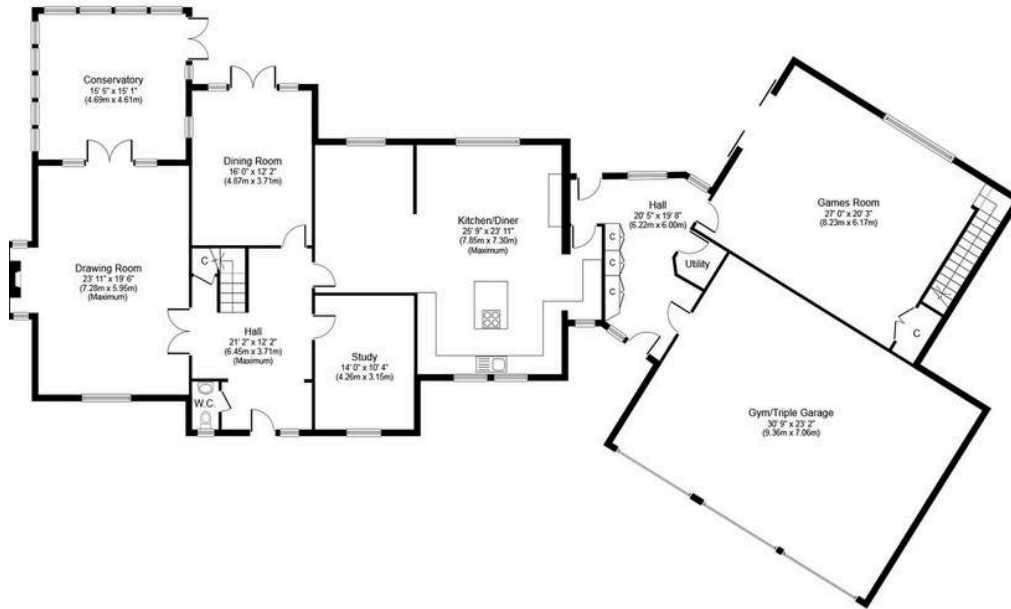 Conservatory
15' 5" x 15' 1"
(4.69m x 4.61m)
Dining Room
16' 0" x 12' 2"
(4.87m x 3.71m)
Drawing Room
23' 11" x 19' 6"
(7.28m x 5.95m)
(Maximum)
C
Hall
21' 2" x 12' 2"
(6.45m x 3.71m)
(Maximum)
W.C.
Study
14' 0" x 10' 4"
(4.26m x 3.15m)
Kitchen/Diner
25' 9" x 23' 11"
(7.85m x 7.30m)
(Maximum)
Hall
20' 5" x 19' 8"
(6.22m x 6.00m)
C
C
C
Utility
Games Room
27' 0" x 20' 3"
(8.23m x 6.17m)
C
Gym/Triple Garage
30' 9" x 23' 2"
(9.36m x 7.06m)